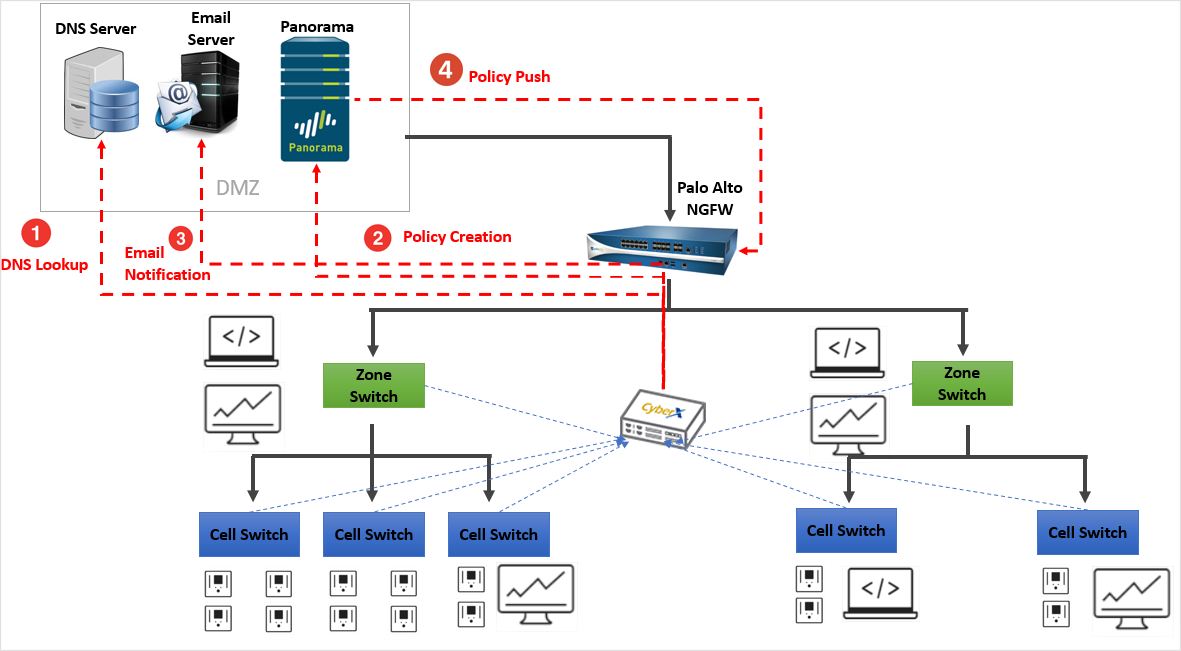 DNS Server
Email
Server
Panorama
@
Panorama
DMZ
4
Policy Push
Palo Alto
NGFW
1
DNS Lookup
Email
Notification
3
2
Policy Creation
</>
Zone
Switch
CyberX
</>
Zone
Switch
Cell Switch
Cell Switch
Cell Switch
Cell Switch
Cell Switch
</>